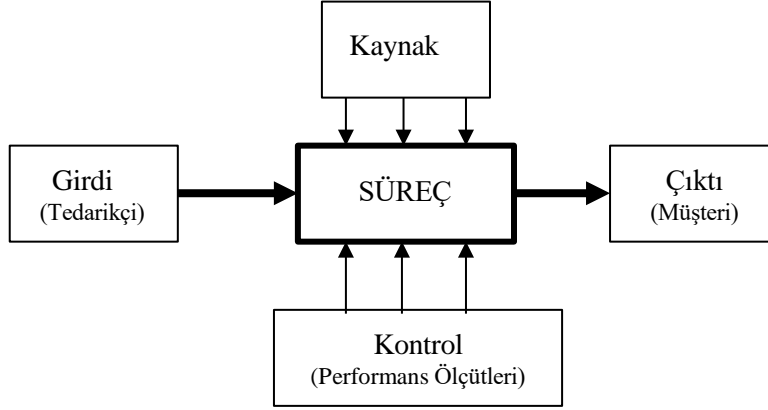 Kaynak
Girdi
(Tedarikçi)
SÜREÇ
Çıktı
(Müşteri)
Kontrol
(Performans Ölçütleri)